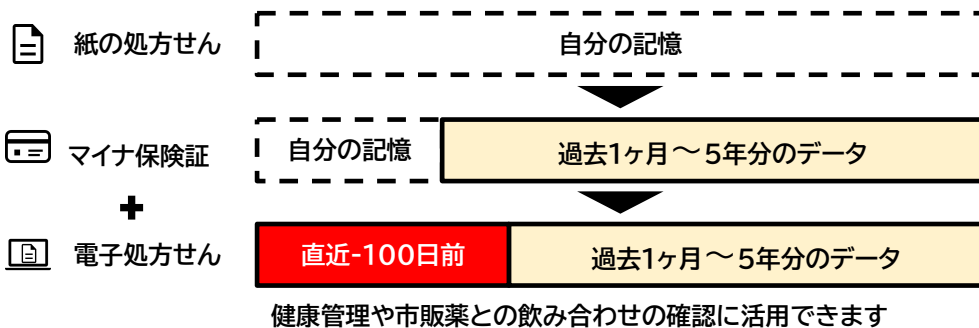 紙の処方せん
自分の記憶
マイナ保険証
自分の記憶
過去1ヶ月～5年分のデータ
+
電子処方せん
直近-100日前
過去1ヶ月～5年分のデータ
健康管理や市販薬との飲み合わせの確認に活用できます